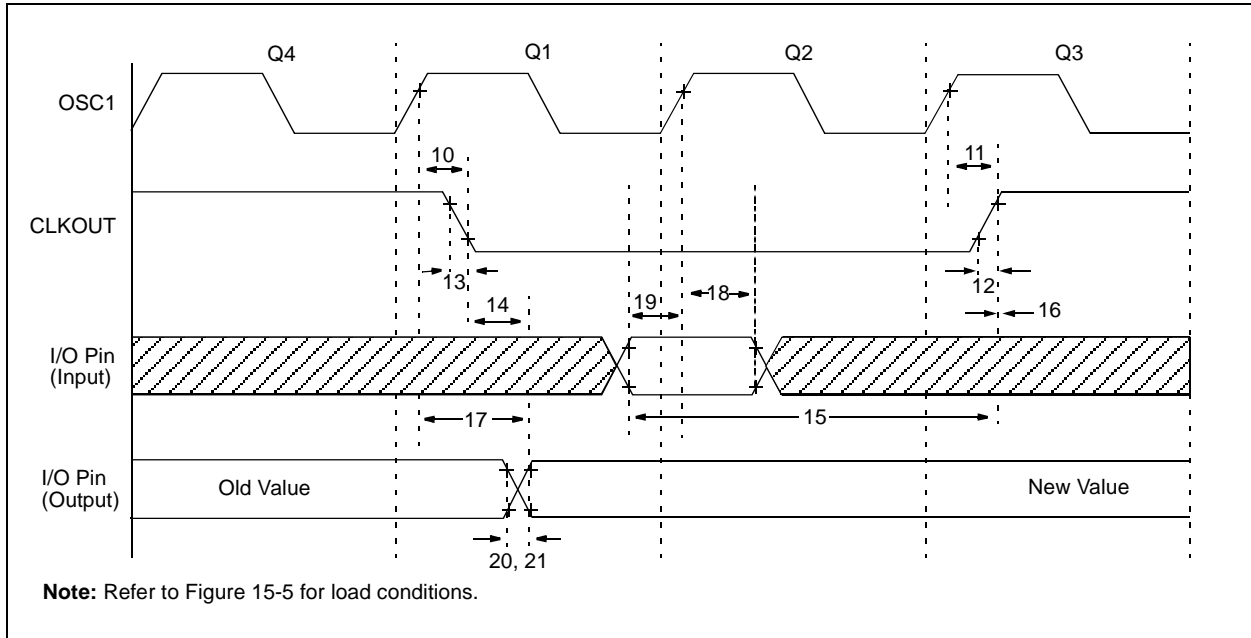 Q4 Q1 Q2 Q3
OSC1
10 11
CLKOUT
13 12
14 19 18 16
I/O Pin
(Input)
17 15
I/O Pin
(Output)
Old Value New Value
20, 21
Note: Refer to Figure 15-5 for load conditions.